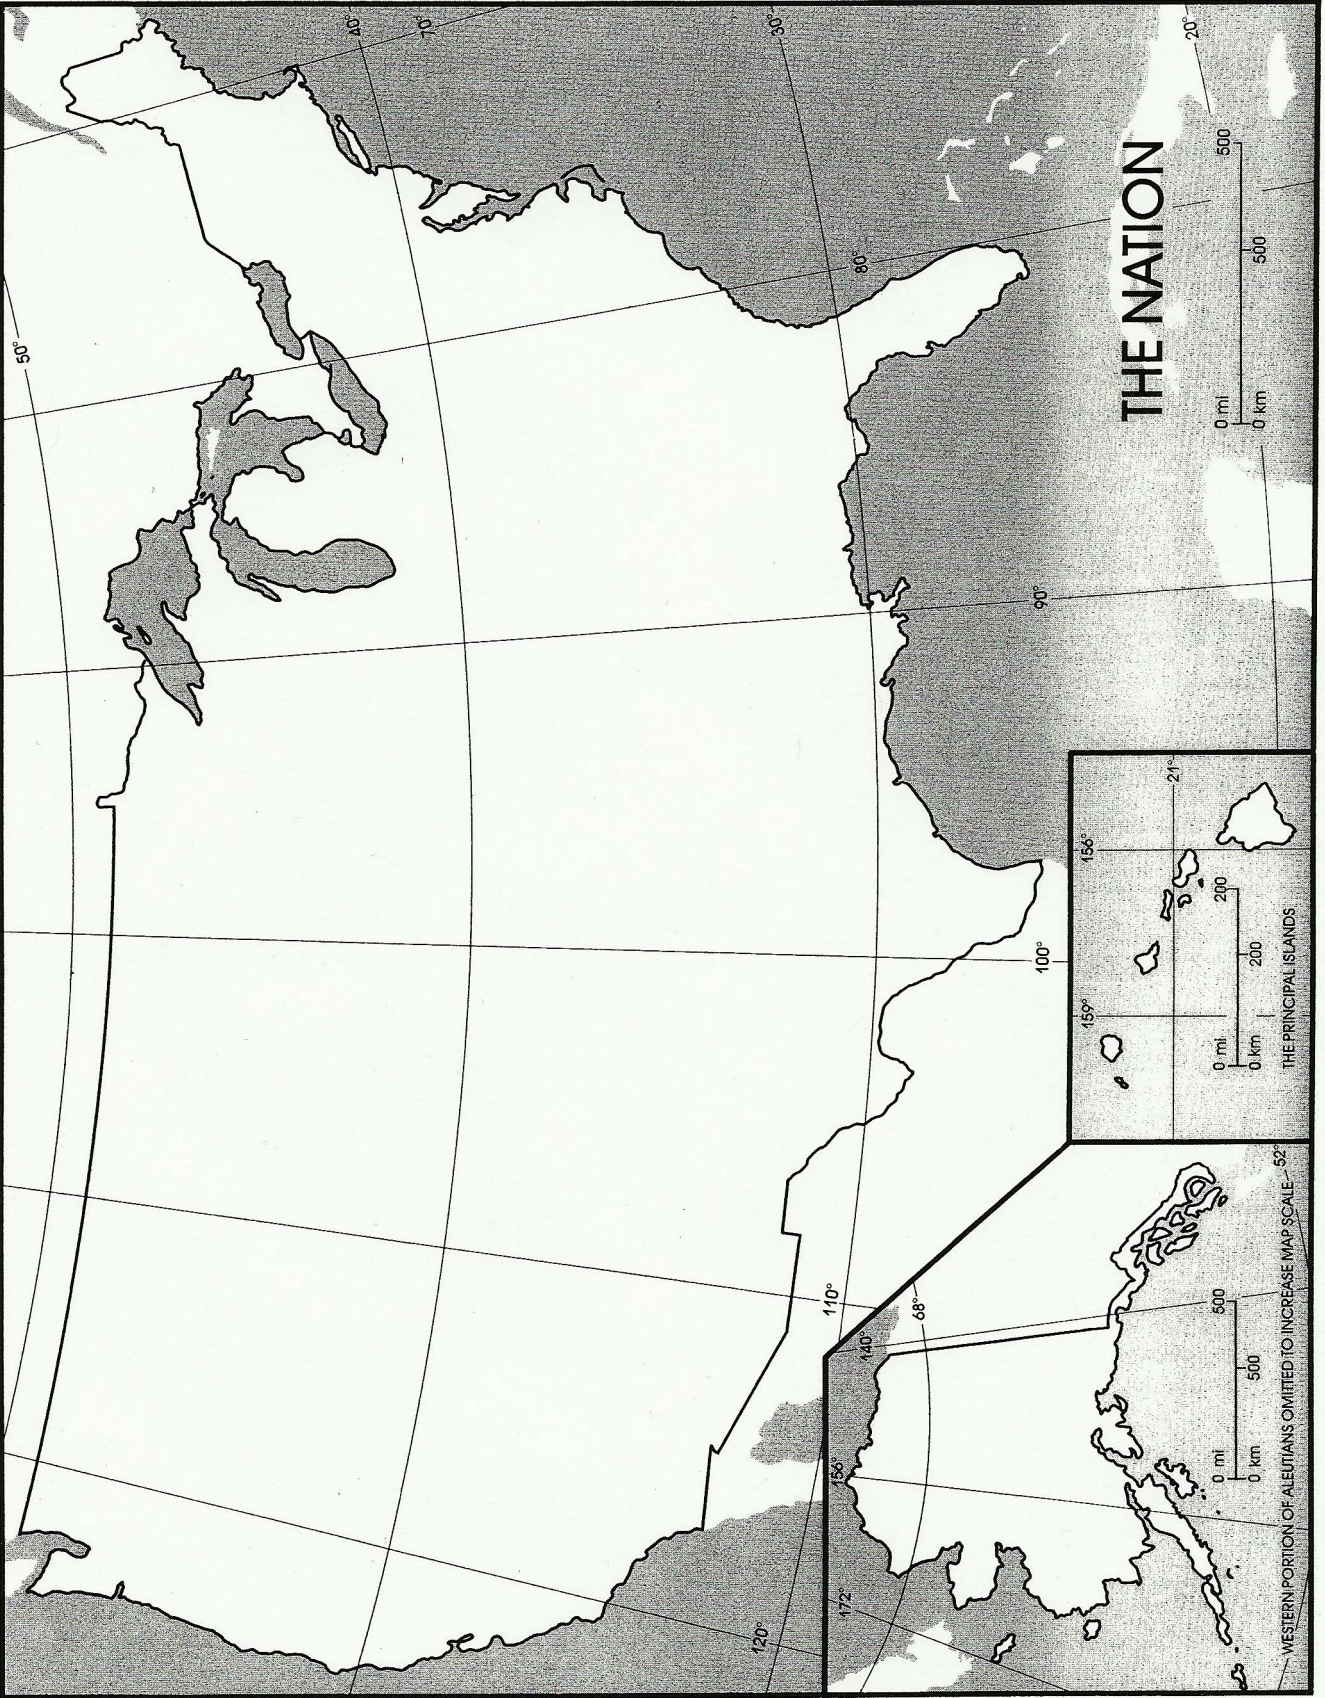 50°
40°
70°
30°
20°
80°
90°
100°
110°
120°
THE NATION
0 mi 500
0 km 500
156°
159°
21°
0 mi 200
0 km 200
THE PRINCIPAL ISLANDS
140°
156°
172°
68°
52°
0 mi 500
0 km 500
WESTERN PORTION OF ALEUTIANS OMITTED TO INCREASE MAP SCALE